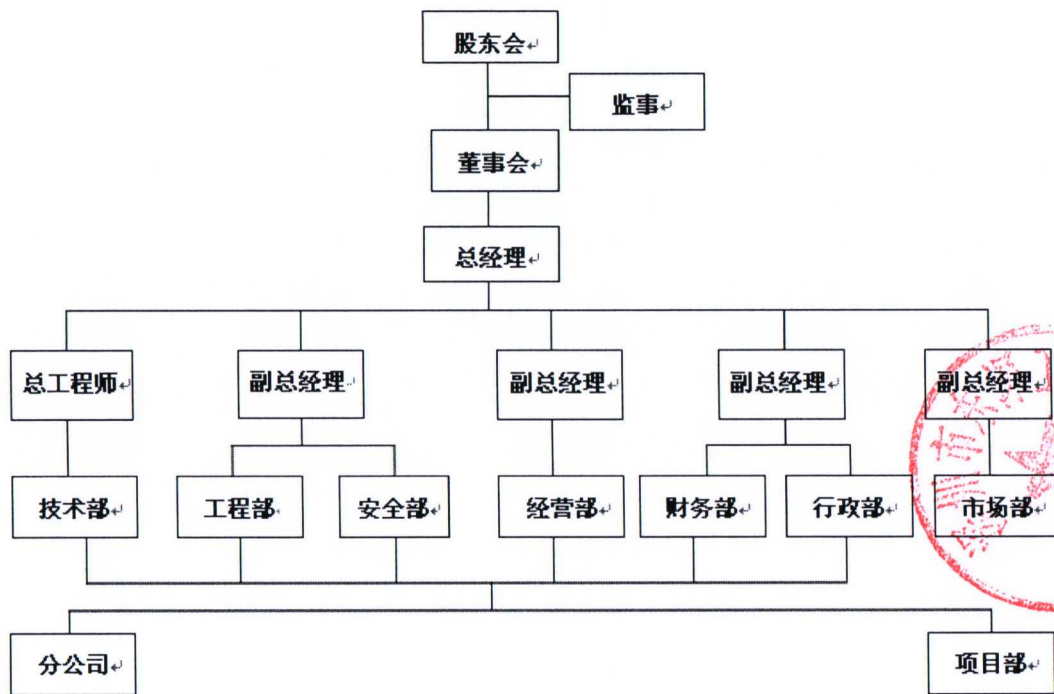 股东会
监事
董事会
总经理
总工程师 副总经理 副总经理 副总经理 副总经理
技术部 工程部 安全部 经营部 财务部 行政部 市场部
分公司 项目部